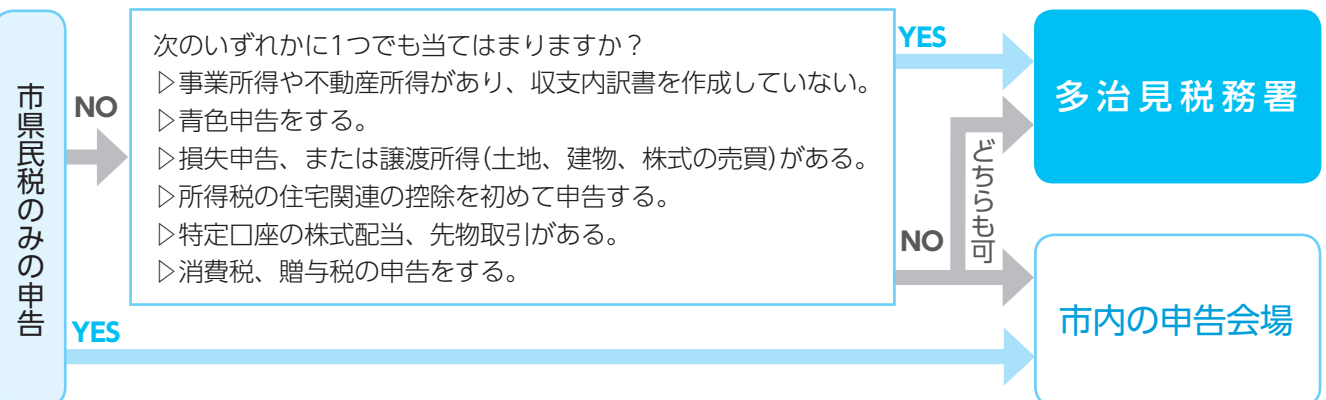 市県民税のみの申告
NO
次のいずれかに1つでも当てはまりますか？
▷事業所得や不動産所得があり、収支内訳書を作成していない。
▷青色申告をする。
▷損失申告、または譲渡所得(土地、建物、株式の売買)がある。
▷所得税の住宅関連の控除を初めて申告する。
▷特定口座の株式配当、先物取引がある。
▷消費税、贈与税の申告をする。
YES
多治見税務署
NO
どちらも可
YES
市内の申告会場